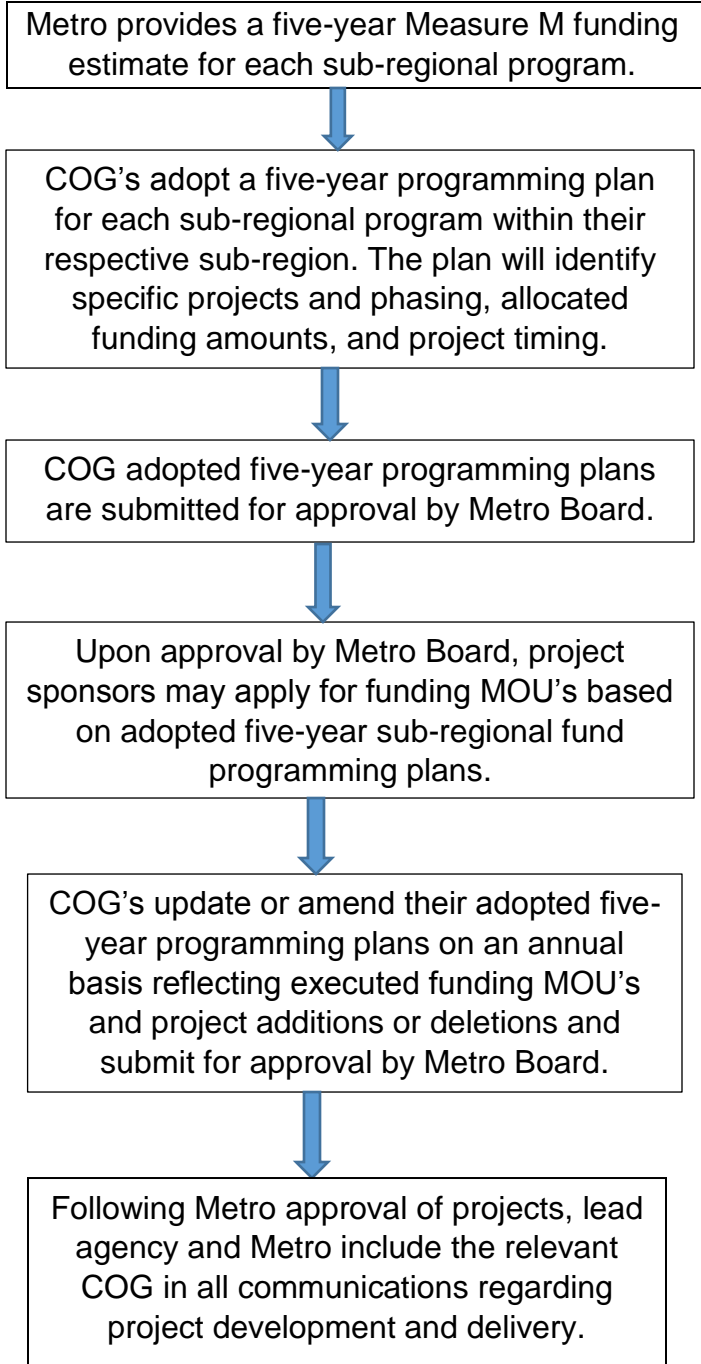 Metro provides a five-year Measure M funding
estimate for each sub-regional program.
COG's adopt a five-year programming plan
for each sub-regional program within their
respective sub-region. The plan will identify
specific projects and phasing, allocated
funding amounts, and project timing.
COG adopted five-year programming plans
are submitted for approval by Metro Board.
Upon approval by Metro Board, project
sponsors may apply for funding MOU's based
on adopted five-year sub-regional fund
programming plans.
COG's update or amend their adopted five-
year programming plans on an annual
basis reflecting executed funding MOU's
and project additions or deletions and
submit for approval by Metro Board.
Following Metro approval of projects, lead
agency and Metro include the relevant
COG in all communications regarding
project development and delivery.